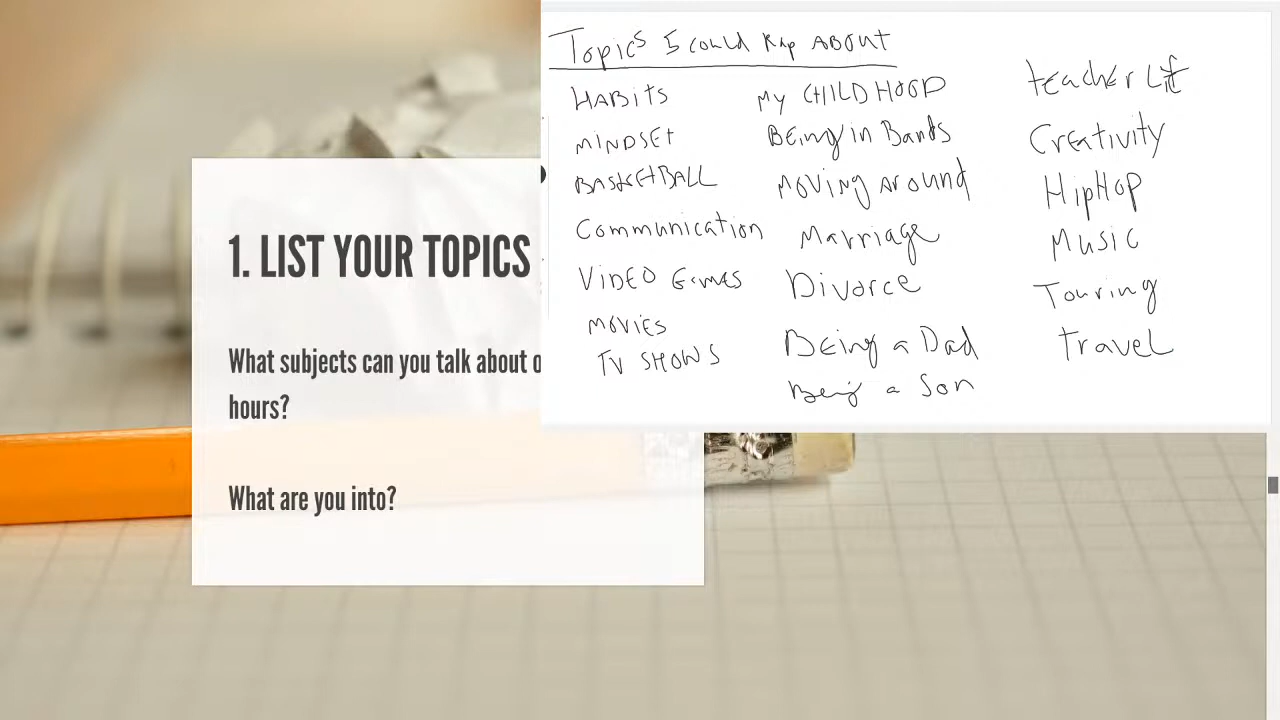 Topics I could Rap About
HABits
MINDSET
BASKETBALL
Communication
VIDEO GAMES
MOVIES
TV SHOWS
My CHILDHOOD
Being in Bands
Moving Around
Marriage
Divorce
Being a Dad
Being a Son
teacher Life
Creativity
HipHop
Music
Touring
Travel
1. LIST YOUR TOPICS
What subjects can you talk about
hours?
What are you into?